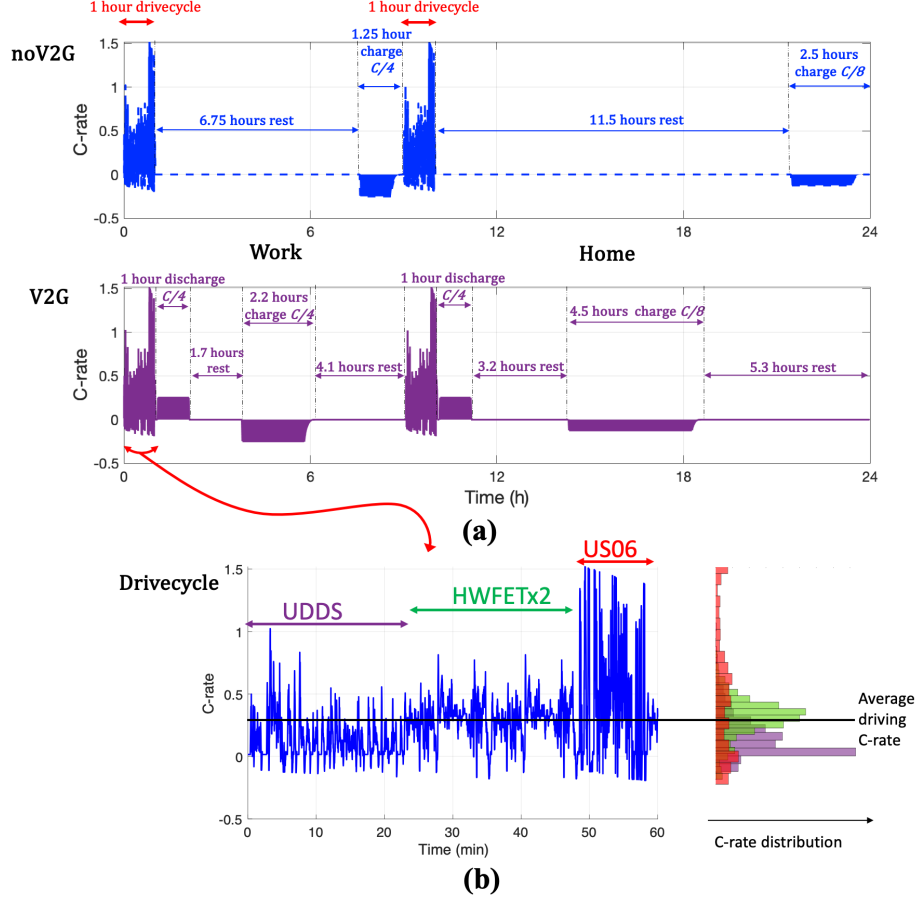 1 hour drivecycle
1 hour drivecycle
noV2G
1.5
1
0.5
0
-0.5
C-rate
1.25 hour
charge
C/4
2.5 hours
charge C/8
6.75 hours rest
11.5 hours rest
0
6
12
18
24
Work
Home
V2G
1 hour discharge
C/4
1 hour discharge
C/4
1.5
1
0.5
0
-0.5
C-rate
2.2 hours
charge C/4
4.5 hours charge C/8
1.7 hours
rest
4.1 hours rest
3.2 hours rest
5.3 hours rest
0
6
12
18
24
Time (h)
(a)
Drivecycle
US06
HWFETx2
UDDS
1.5
1
0.5
0
-0.5
C-rate
Average
driving
C-rate
0
10
20
30
40
50
60
Time (min)
C-rate distribution
(b)